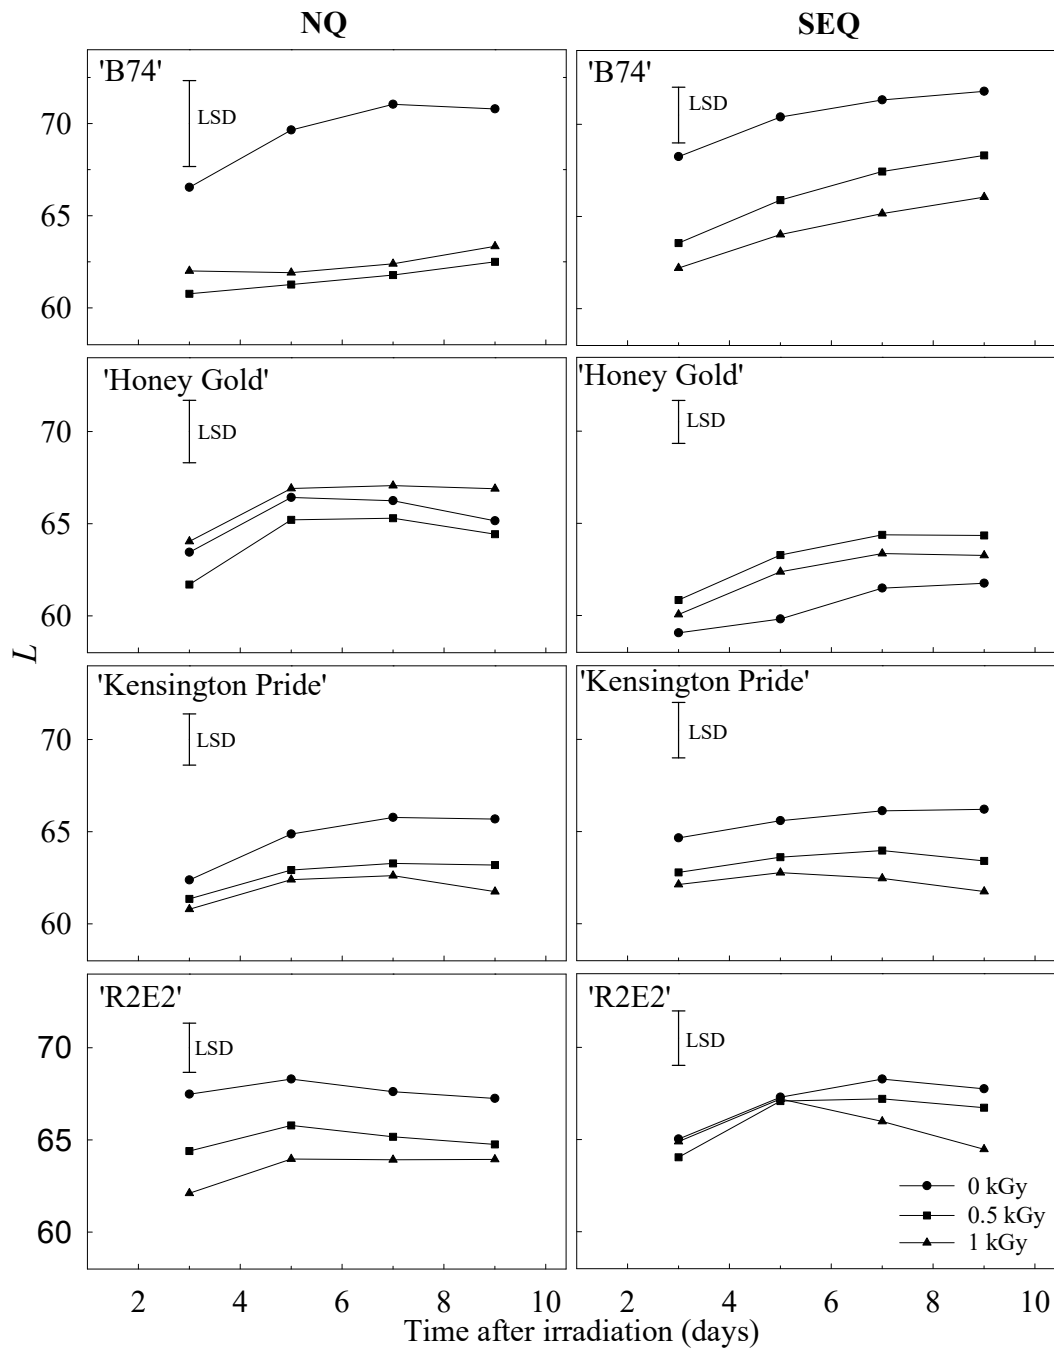 NQ SEQ
'B74' 'B74'
LSD LSD
70
65
60
'Honey Gold' 'Honey Gold'
LSD LSD
70
65
60
L
'Kensington Pride' 'Kensington Pride'
LSD LSD
70
65
60
'R2E2' 'R2E2'
LSD LSD
70
65
60
0 kGy
0.5 kGy
1 kGy
2 4 6 8 10 2 4 6 8 10
Time after irradiation (days)